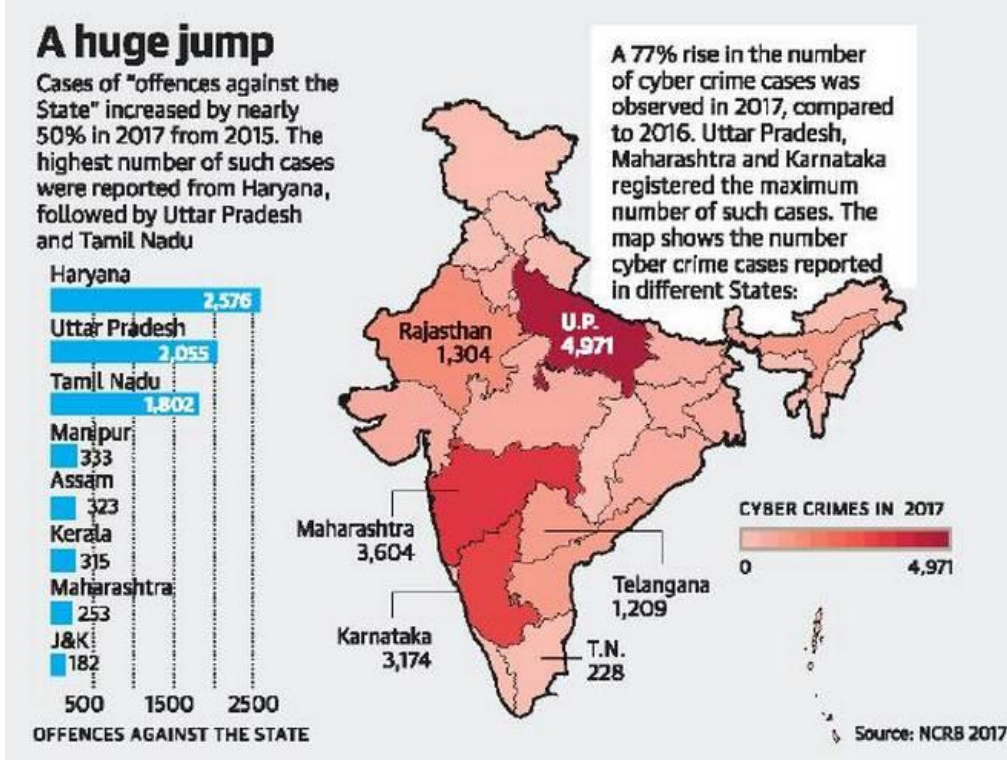 A huge jump
Cases of "offences against the
State" increased by nearly
50% in 2017 from 2015. The
highest number of such cases
were reported from Haryana,
followed by Uttar Pradesh
and Tamil Nadu
Haryana
2,576
Uttar Pradesh
2,055
Tamil Nadu
1,802
Manipur
333
Assam
323
Kerala
315
Maharashtra
253
J&K
182
500 1500 2500
OFFENCES AGAINST THE STATE
A 77% rise in the number
of cyber crime cases was
observed in 2017, compared
to 2016. Uttar Pradesh,
Maharashtra and Karnataka
registered the maximum
number of such cases. The
map shows the number
cyber crime cases reported
in different States:
Rajasthan
1,304
U.P.
4,971
Maharashtra
3,604
Karnataka
3,174
Telangana
1,209
T.N.
228
CYBER CRIMES IN 2017
0 4,971
Source: NCRB 2017